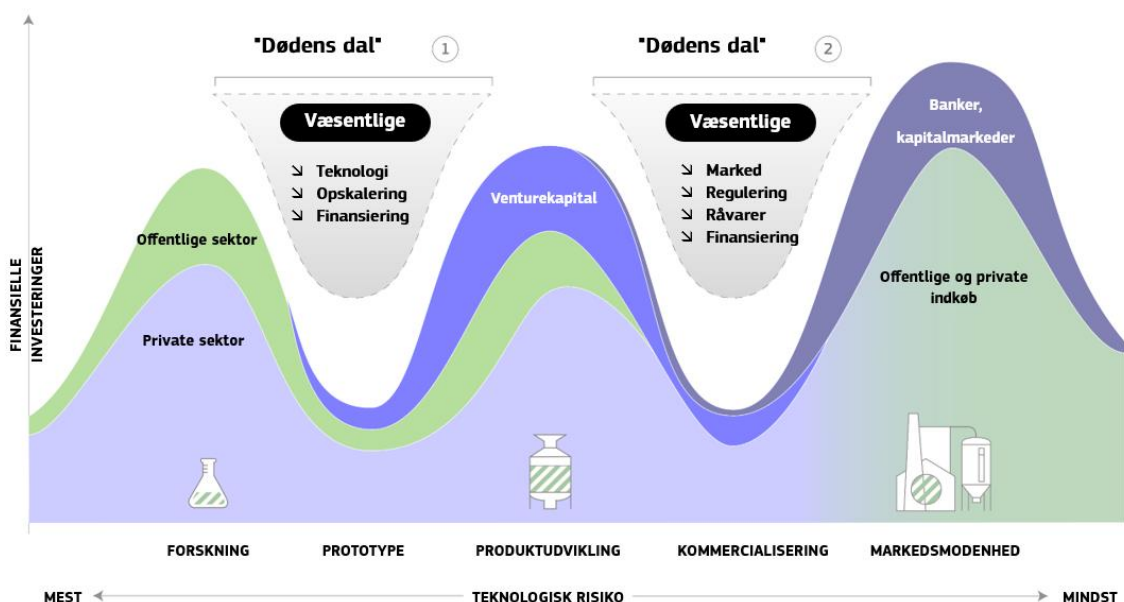 "Dødens dal"
1
"Dødens dal"
2
Væsentlige
Teknologi
Opskalering
Finansiering
Væsentlige
Marked
Regulering
Råvarer
Finansiering
Banker,
kapitalmarkeder
Venturekapital
Offentlige sektor
Private sektor
Offentlige og private
indkøb
FINANSIELLE
INVESTERINGER
FORSKNING
PROTOTYPE
PRODUKTUDVIKLING
KOMMERCIALISERING
MARKEDSMODENHED
MEST
TEKNOLOGISK RISIKO
MINDST